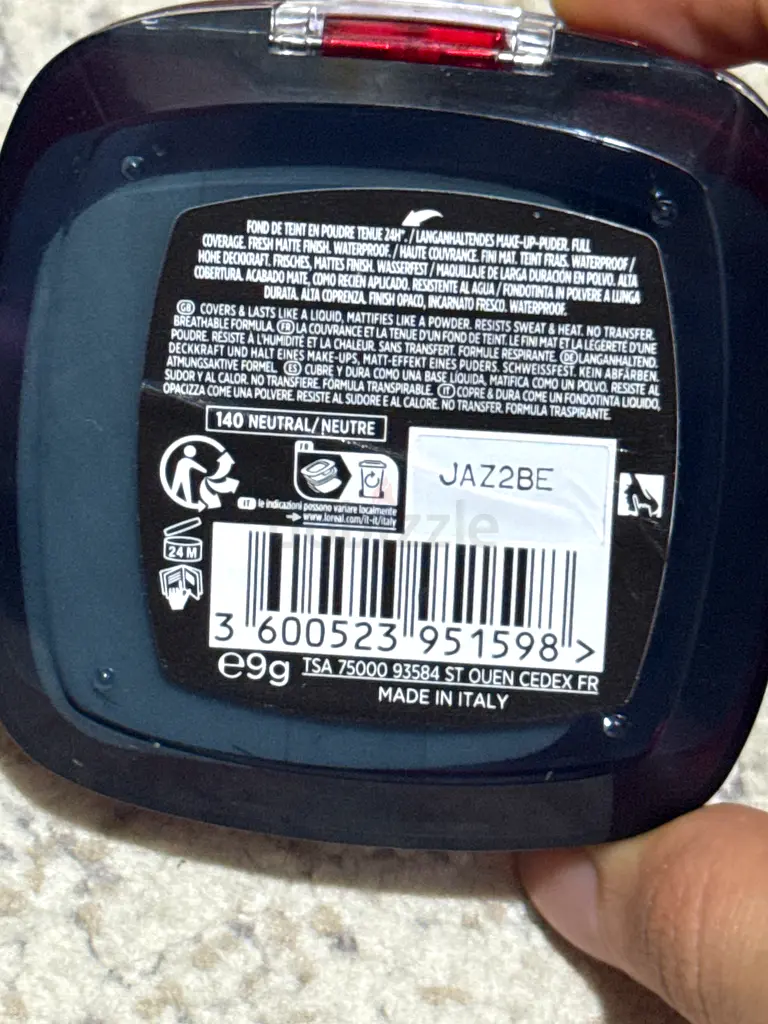 FOND DE TEINT EN POUDRE TENUE 24H*. / LANGANHALTENDES MAKE-UP-PUDER. FULL
COVERAGE. FRESH MATTE FINISH. WATERPROOF. / HAUTE COUVRANCE. FINI MAT. TEINT FRAIS. WATERPROOF /
HOHE DECKKRAFT. FRISCHES, MATTES FINISH. WASSERFEST / MAQUILLAJE DE LARGA DURACIÓN EN POLVO. ALTA
COBERTURA. ACABADO MATE, COMO RECIÉN APLICADO. RESISTENTE AL AGUA / FONDOTINTA IN POLVERE A LUNGA
DURATA. ALTA COPRENZA. FINISH OPACO, INCARNATO FRESCO. WATERPROOF.
GB COVERS & LASTS LIKE A LIQUID, MATTIFIES LIKE A POWDER. RESISTS SWEAT & HEAT. NO TRANSFER.
BREATHABLE FORMULA. FR LA COUVRANCE ET LA TENUE D'UN FOND DE TEINT. LE FINI MAT ET LA LÉGÈRETÉ D'UNE
POUDRE. RÉSISTE À L'HUMIDITÉ ET LA CHALEUR. SANS TRANSFERT. FORMULE RESPIRANTE. DE LANGANHALTEND.
DECKKRAFT UND HALT EINES MAKE-UPS, MATT-EFFEKT EINES PUDERS. SCHWEISSFEST. KEIN ABFÄRBEN.
ATMUNGSAKTIVE FORMEL. ES CUBRE Y DURA COMO UNA BASE LÍQUIDA, MATIFICA COMO UN POLVO. RESISTE AL
SUDOR Y AL CALOR. NO TRANSFIERE. FÓRMULA TRANSPIRABLE. IT COPRE & DURA COME UN FONDOTINTA LIQUIDO,
OPACIZZA COME UNA POLVERE. RESISTE AL SUDORE E AL CALORE. NO TRANSFER. FORMULA TRASPIRANTE.
140 NEUTRAL/NEUTRE
FR
JAZ2BE
IT le indicazioni possono variare localmente
www.loreal.com/it-it/italy
24 M
dubizzle
3 600523 951598 >
e9g TSA 75000 93584 ST OUEN CEDEX FR
MADE IN ITALY